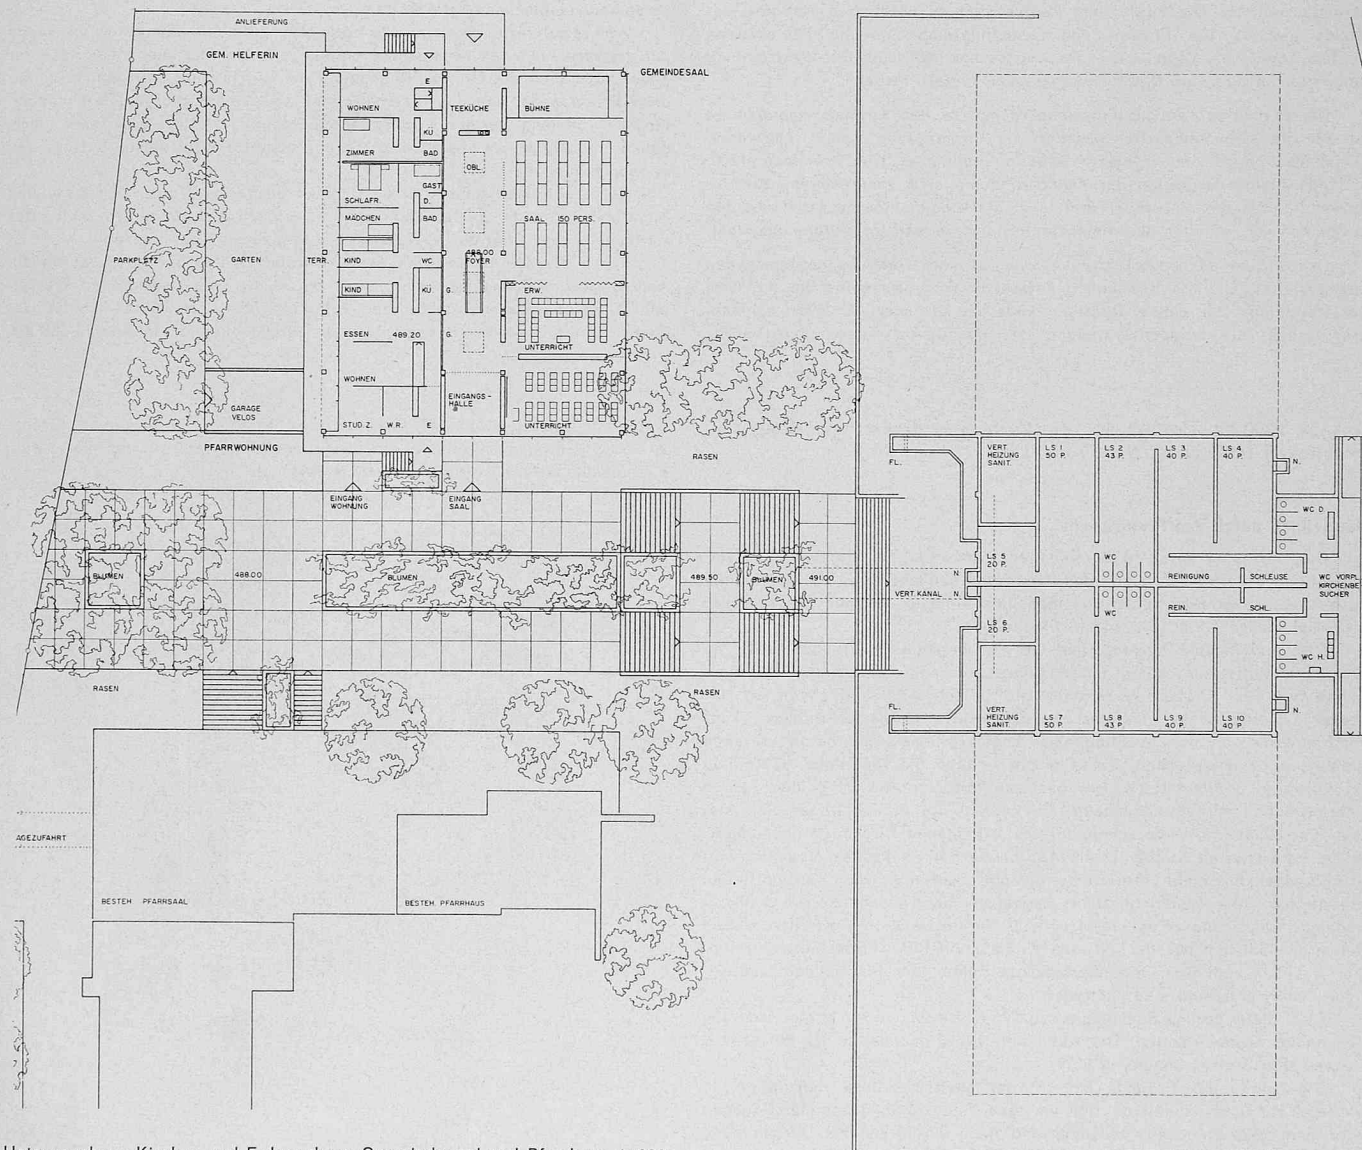 ANLIEFERUNG
GEM. HELFERIN
GEMEINDESAAL
E
WOHNEN
TEEKÜCHE
BÜHNE
KÜ
ZIMMER
BAD
OBL.
GAST
SCHLAFR.
D.
MÄDCHEN
BAD
SAAL 150 PERS.
PARKPLATZ
GARTEN
TERR.
KIND
WC
488.00
FOYER
KIND
KÜ
G.
ERW.
ESSEN 489.20
G.
UNTERRICHT
WOHNEN
EINGANGS-
HALLE
GARAGE
VELOS
STUD.Z.
W.R.
E
UNTERRICHT
PFARRWOHNUNG
RASEN
EINGANG
WOHNUNG
EINGANG
SAAL
BLUMEN
488.00
BLUMEN
489.50
BLUMEN
491.00
RASEN
RASEN
AGEZUFAHRT
BESTEH. PFARRSAAL
BESTEH. PFARRHAUS
FL.
VERT.
HEIZUNG
SANIT.
LS 1
50 P.
LS 2
43 P.
LS 3
40 P.
LS 4
40 P.
N.
WC D.
LS 5
20 P.
WC
N.
REINIGUNG
SCHLEUSE
WC VORPL.
KIRCHENBE-
SUCHER
VERT. KANAL
N.
REIN.
SCHL.
WC
LS 6
20 P.
WC H.
FL.
VERT.
HEIZUNG
SANIT.
LS 7
50 P.
LS 8
43 P.
LS 9
40 P.
LS 10
40 P.
N.